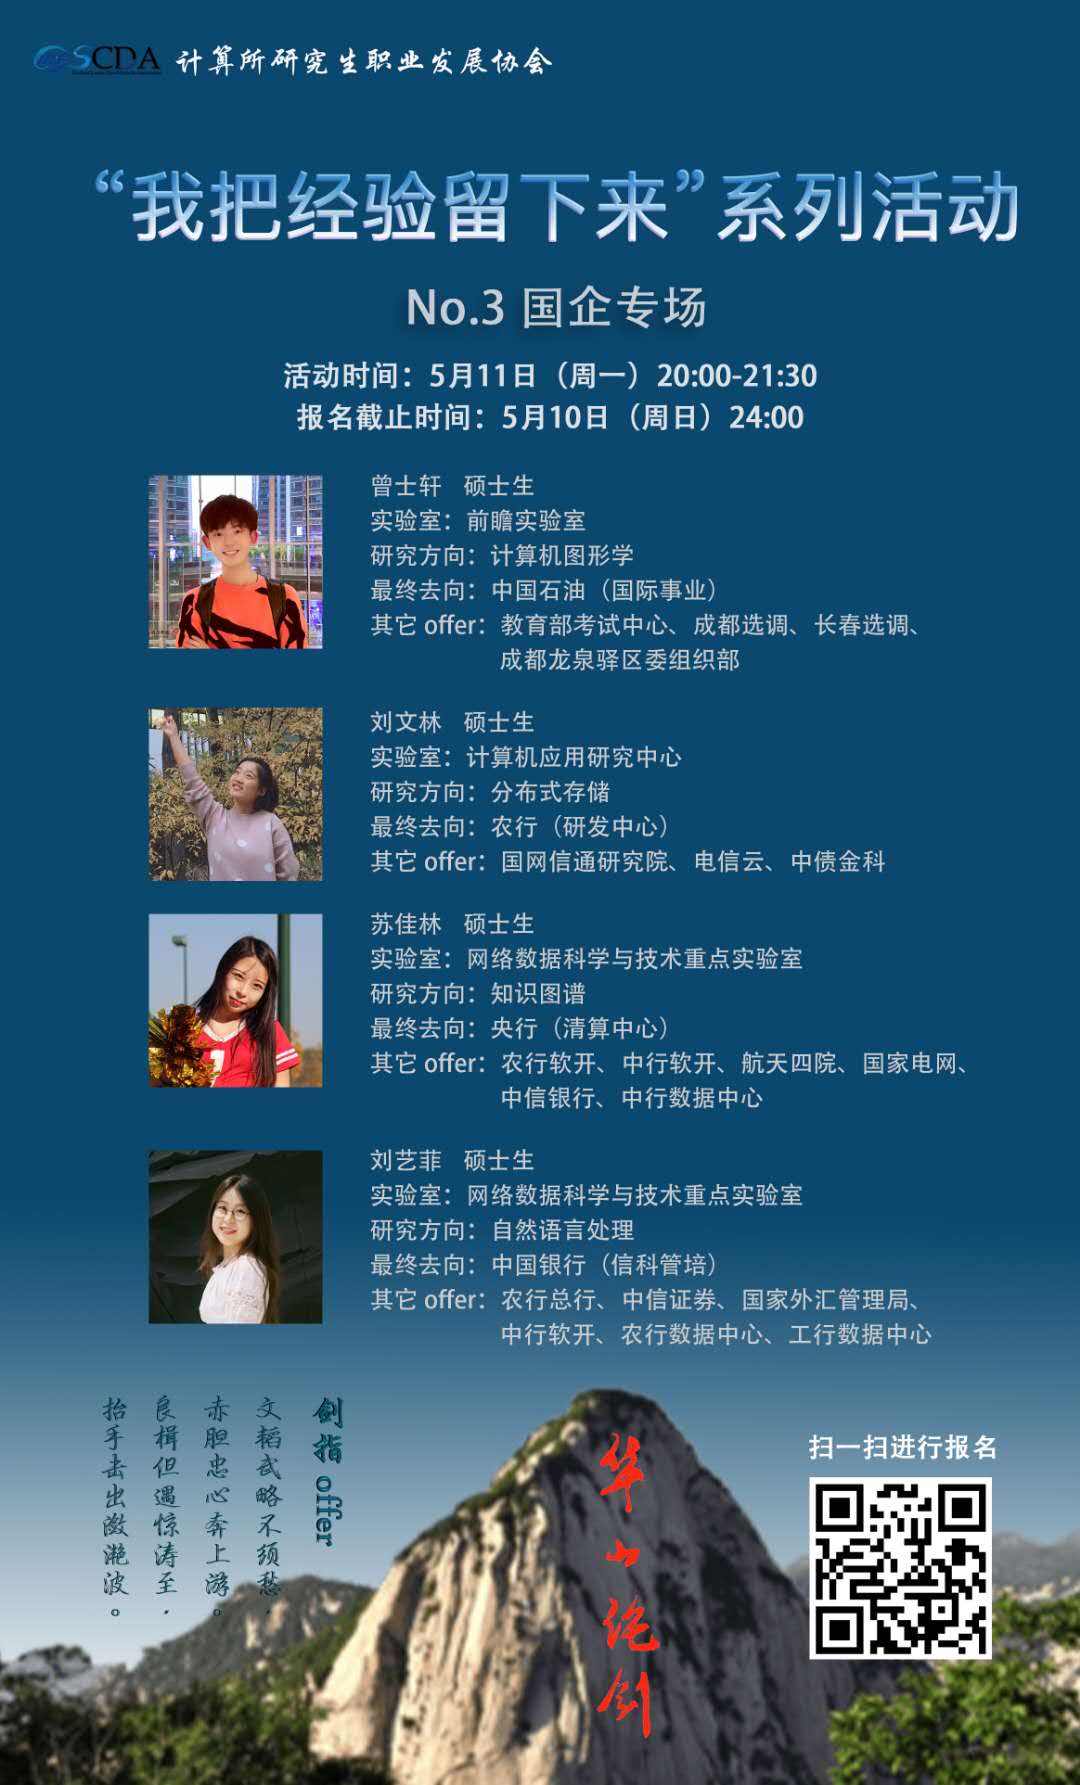 SCDA 计算所研究生职业发展协会
“我把经验留下来”系列活动
No.3 国企专场
活动时间：5月11日（周一）20:00-21:30
报名截止时间：5月10日（周日）24:00
曾士轩 硕士生
实验室：前瞻实验室
研究方向：计算机图形学
最终去向：中国石油（国际事业）
其它 offer：教育部考试中心、成都选调、长春选调、
成都龙泉驿区委组织部
刘文林 硕士生
实验室：计算机应用研究中心
研究方向：分布式存储
最终去向：农行（研发中心）
其它 offer：国网信通研究院、电信云、中债金科
苏佳林 硕士生
实验室：网络数据科学与技术重点实验室
研究方向：知识图谱
最终去向：央行（清算中心）
其它 offer：农行软开、中行软开、航天四院、国家电网、
中信银行、中行数据中心
刘艺菲 硕士生
实验室：网络数据科学与技术重点实验室
研究方向：自然语言处理
最终去向：中国银行（信科管培）
其它 offer：农行总行、中信证券、国家外汇管理局、
中行软开、农行数据中心、工行数据中心
剑指 offer
文韬武略不须愁，
赤胆忠心奔上游。
良楫但遇惊涛至，
抬手击出潋滟波。
华山论剑
扫一扫进行报名